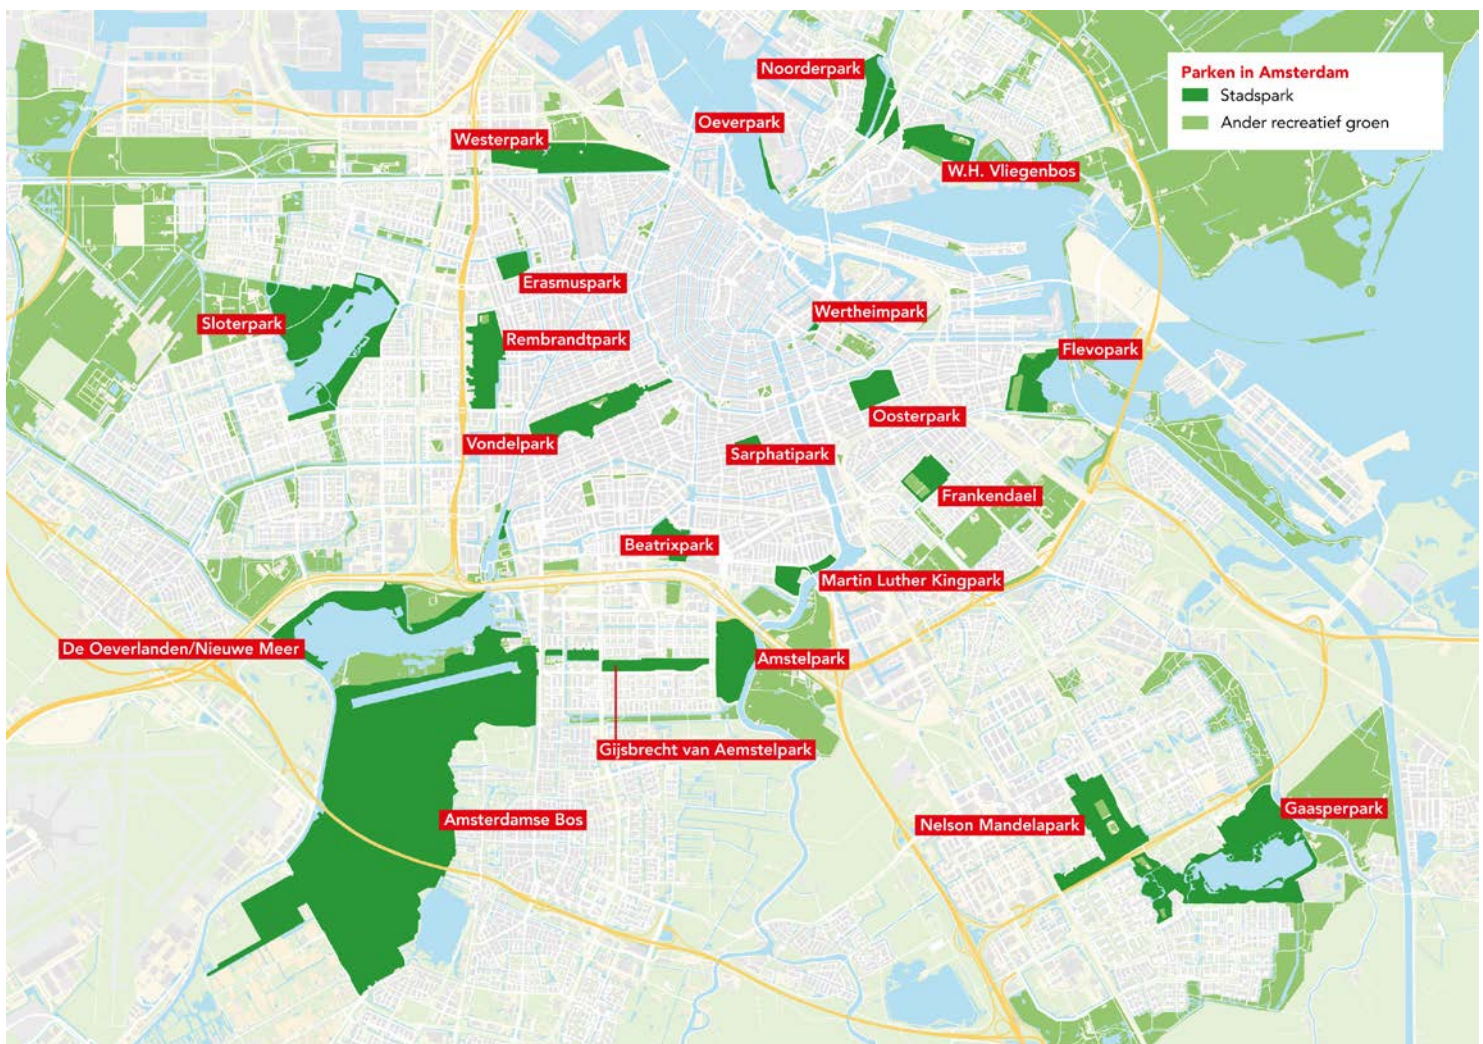 Parken in Amsterdam
Stadspark
Ander recreatief groen
Noorderpark
Oeverpark
Westerpark
W.H. Vliegenbos
Erasmuspark
Wertheimpark
Sloterpark
Rembrandtpark
Flevopark
Oosterpark
Vondelpark
Sarphatipark
Frankendael
Beatrixpark
Martin Luther Kingpark
De Oeverlanden/Nieuwe Meer
Amstelpark
Gijsbrecht van Aemstelpark
Gaasperpark
Amsterdamse Bos
Nelson Mandelapark